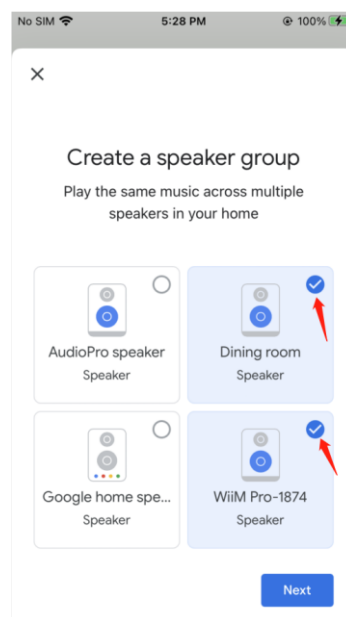 No SIM 5:28 PM 100%
Create a speaker group
Play the same music across multiple
speakers in your home
AudioPro speaker
Speaker
Dining room
Speaker
Google home spe...
Speaker
WiiM Pro-1874
Speaker
Next